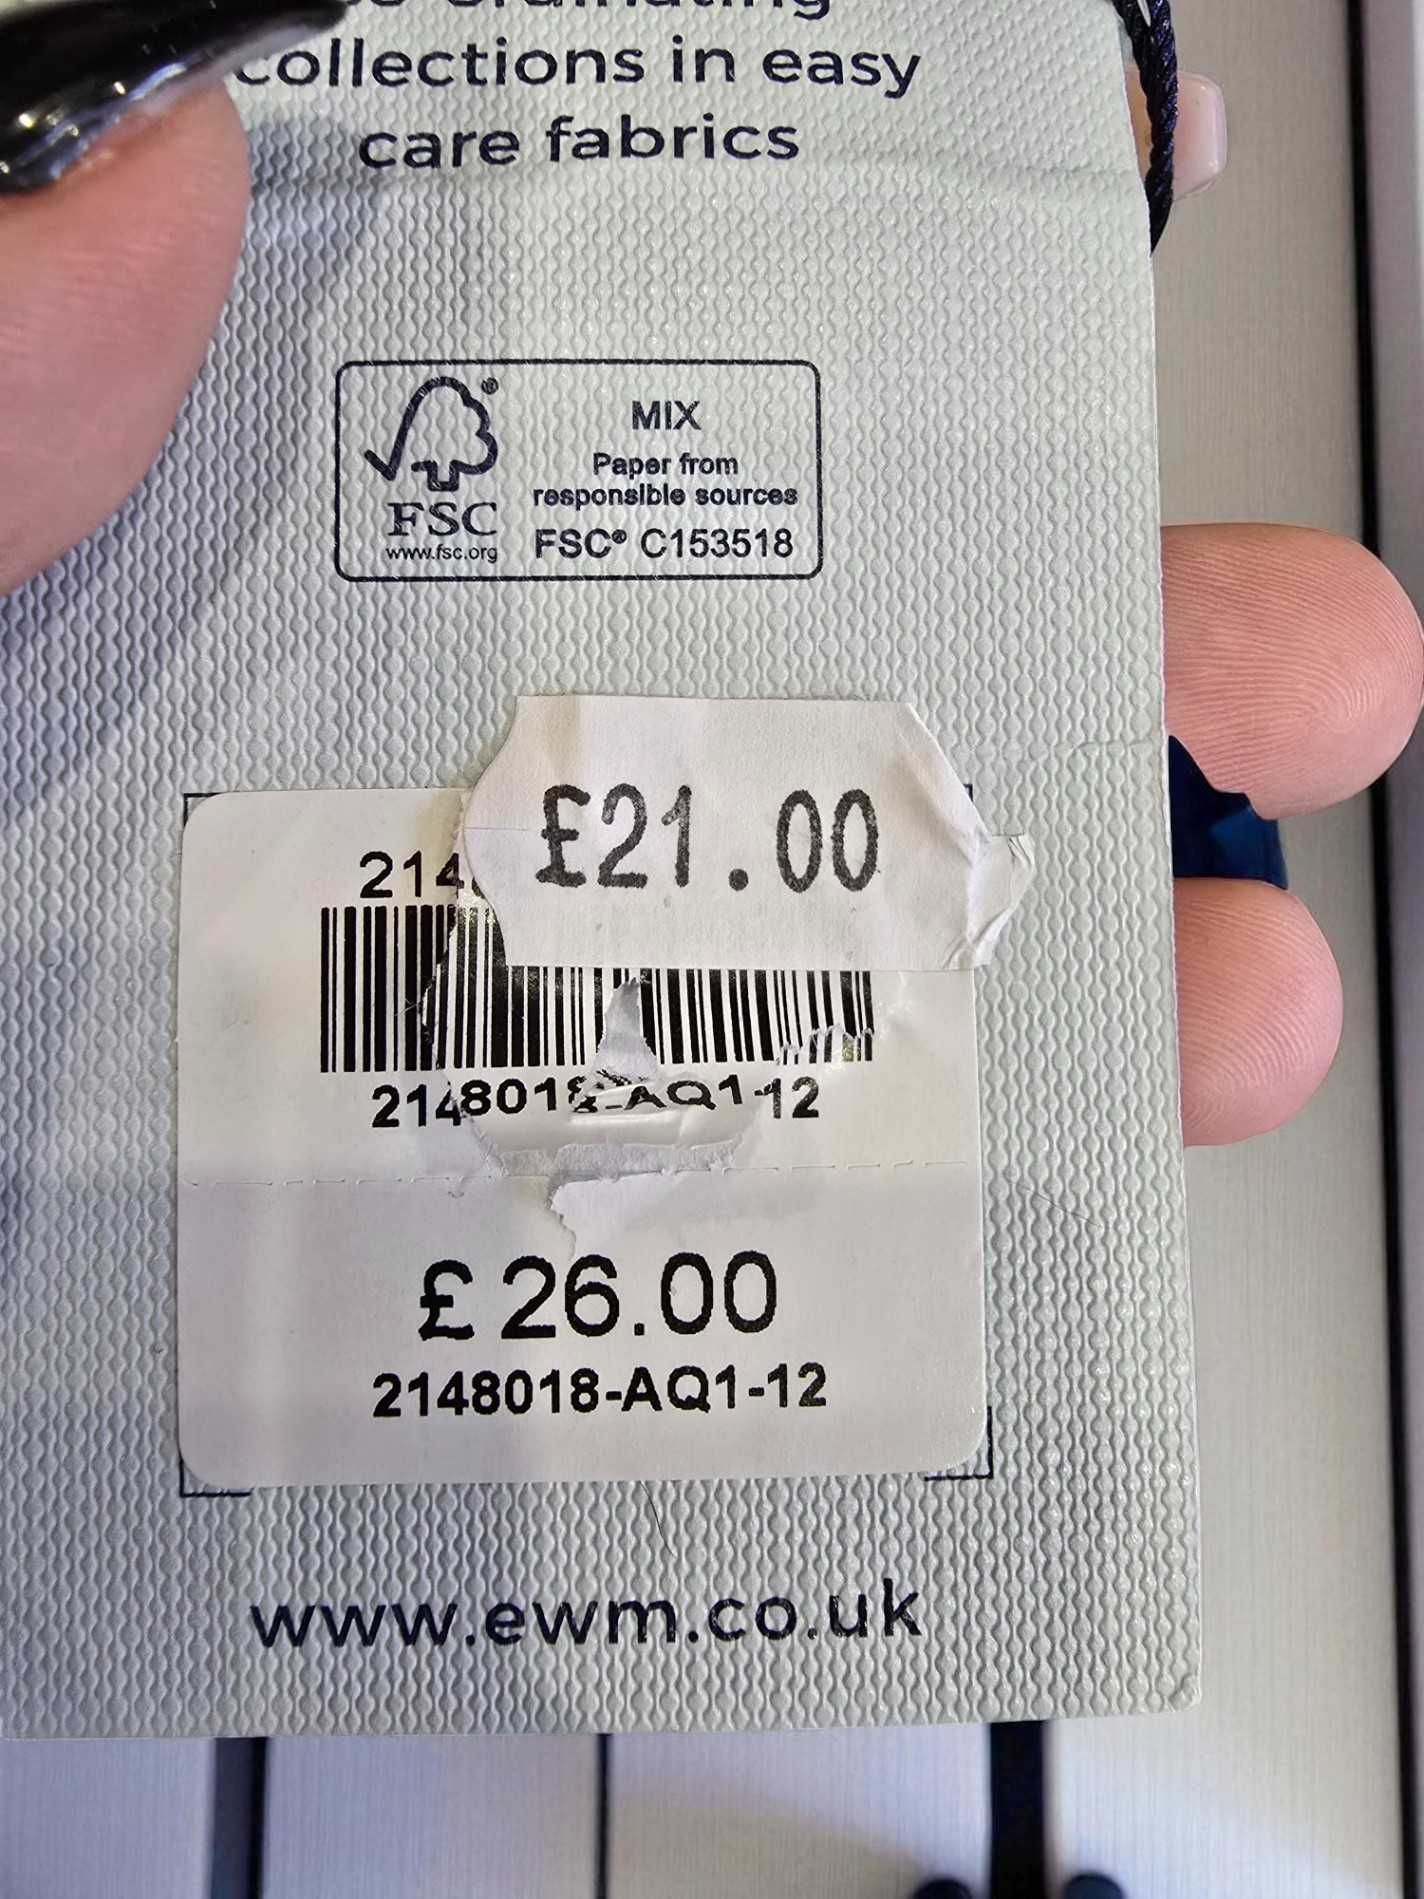 collections in easy
care fabrics
MIX
Paper from
responsible sources
FSC® C153518
FSC
www.fsc.org
£21.00
214
2148018-AQ1-12
£26.00
2148018-AQ1-12
www.ewm.co.uk